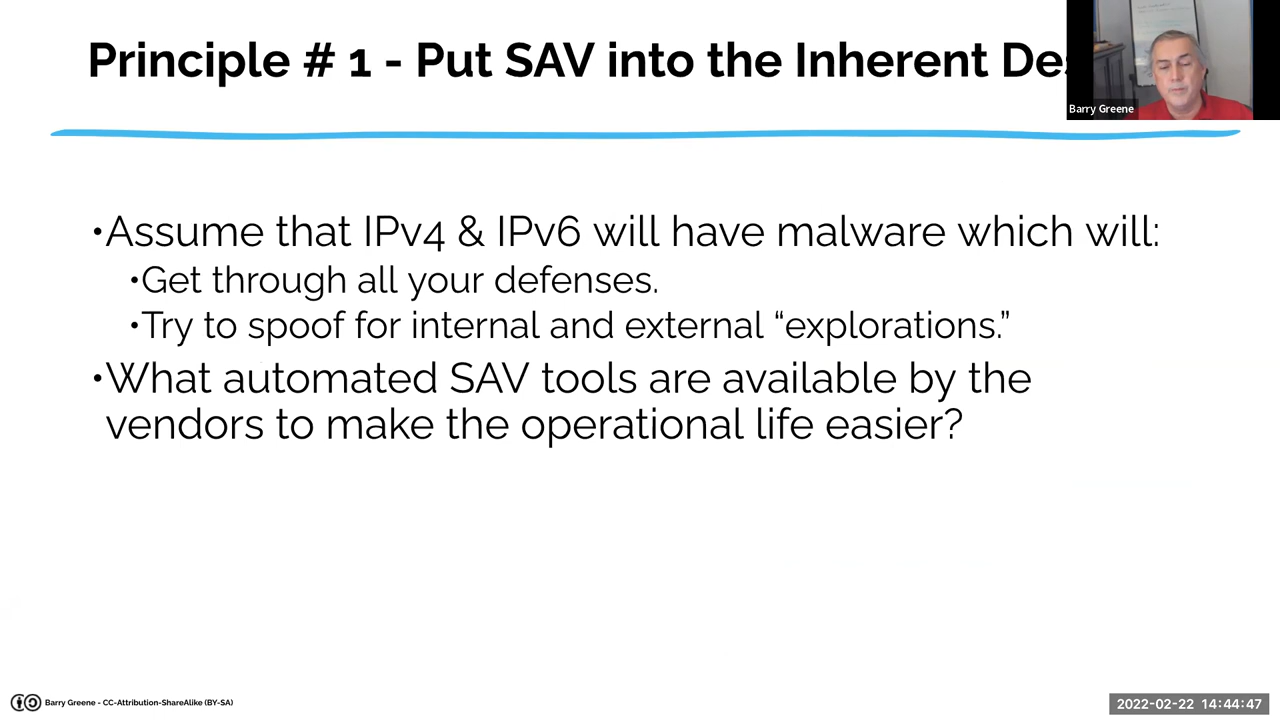 Principle # 1 - Put SAV into the Inherent
Barry Greene
•Assume that IPv4 & IPv6 will have malware which will:
•Get through all your defenses.
•Try to spoof for internal and external “explorations.”
•What automated SAV tools are available by the
vendors to make the operational life easier?
Barry Greene - CC-Attribution-ShareAlike (BY-SA)
2022-02-22 14:44:47